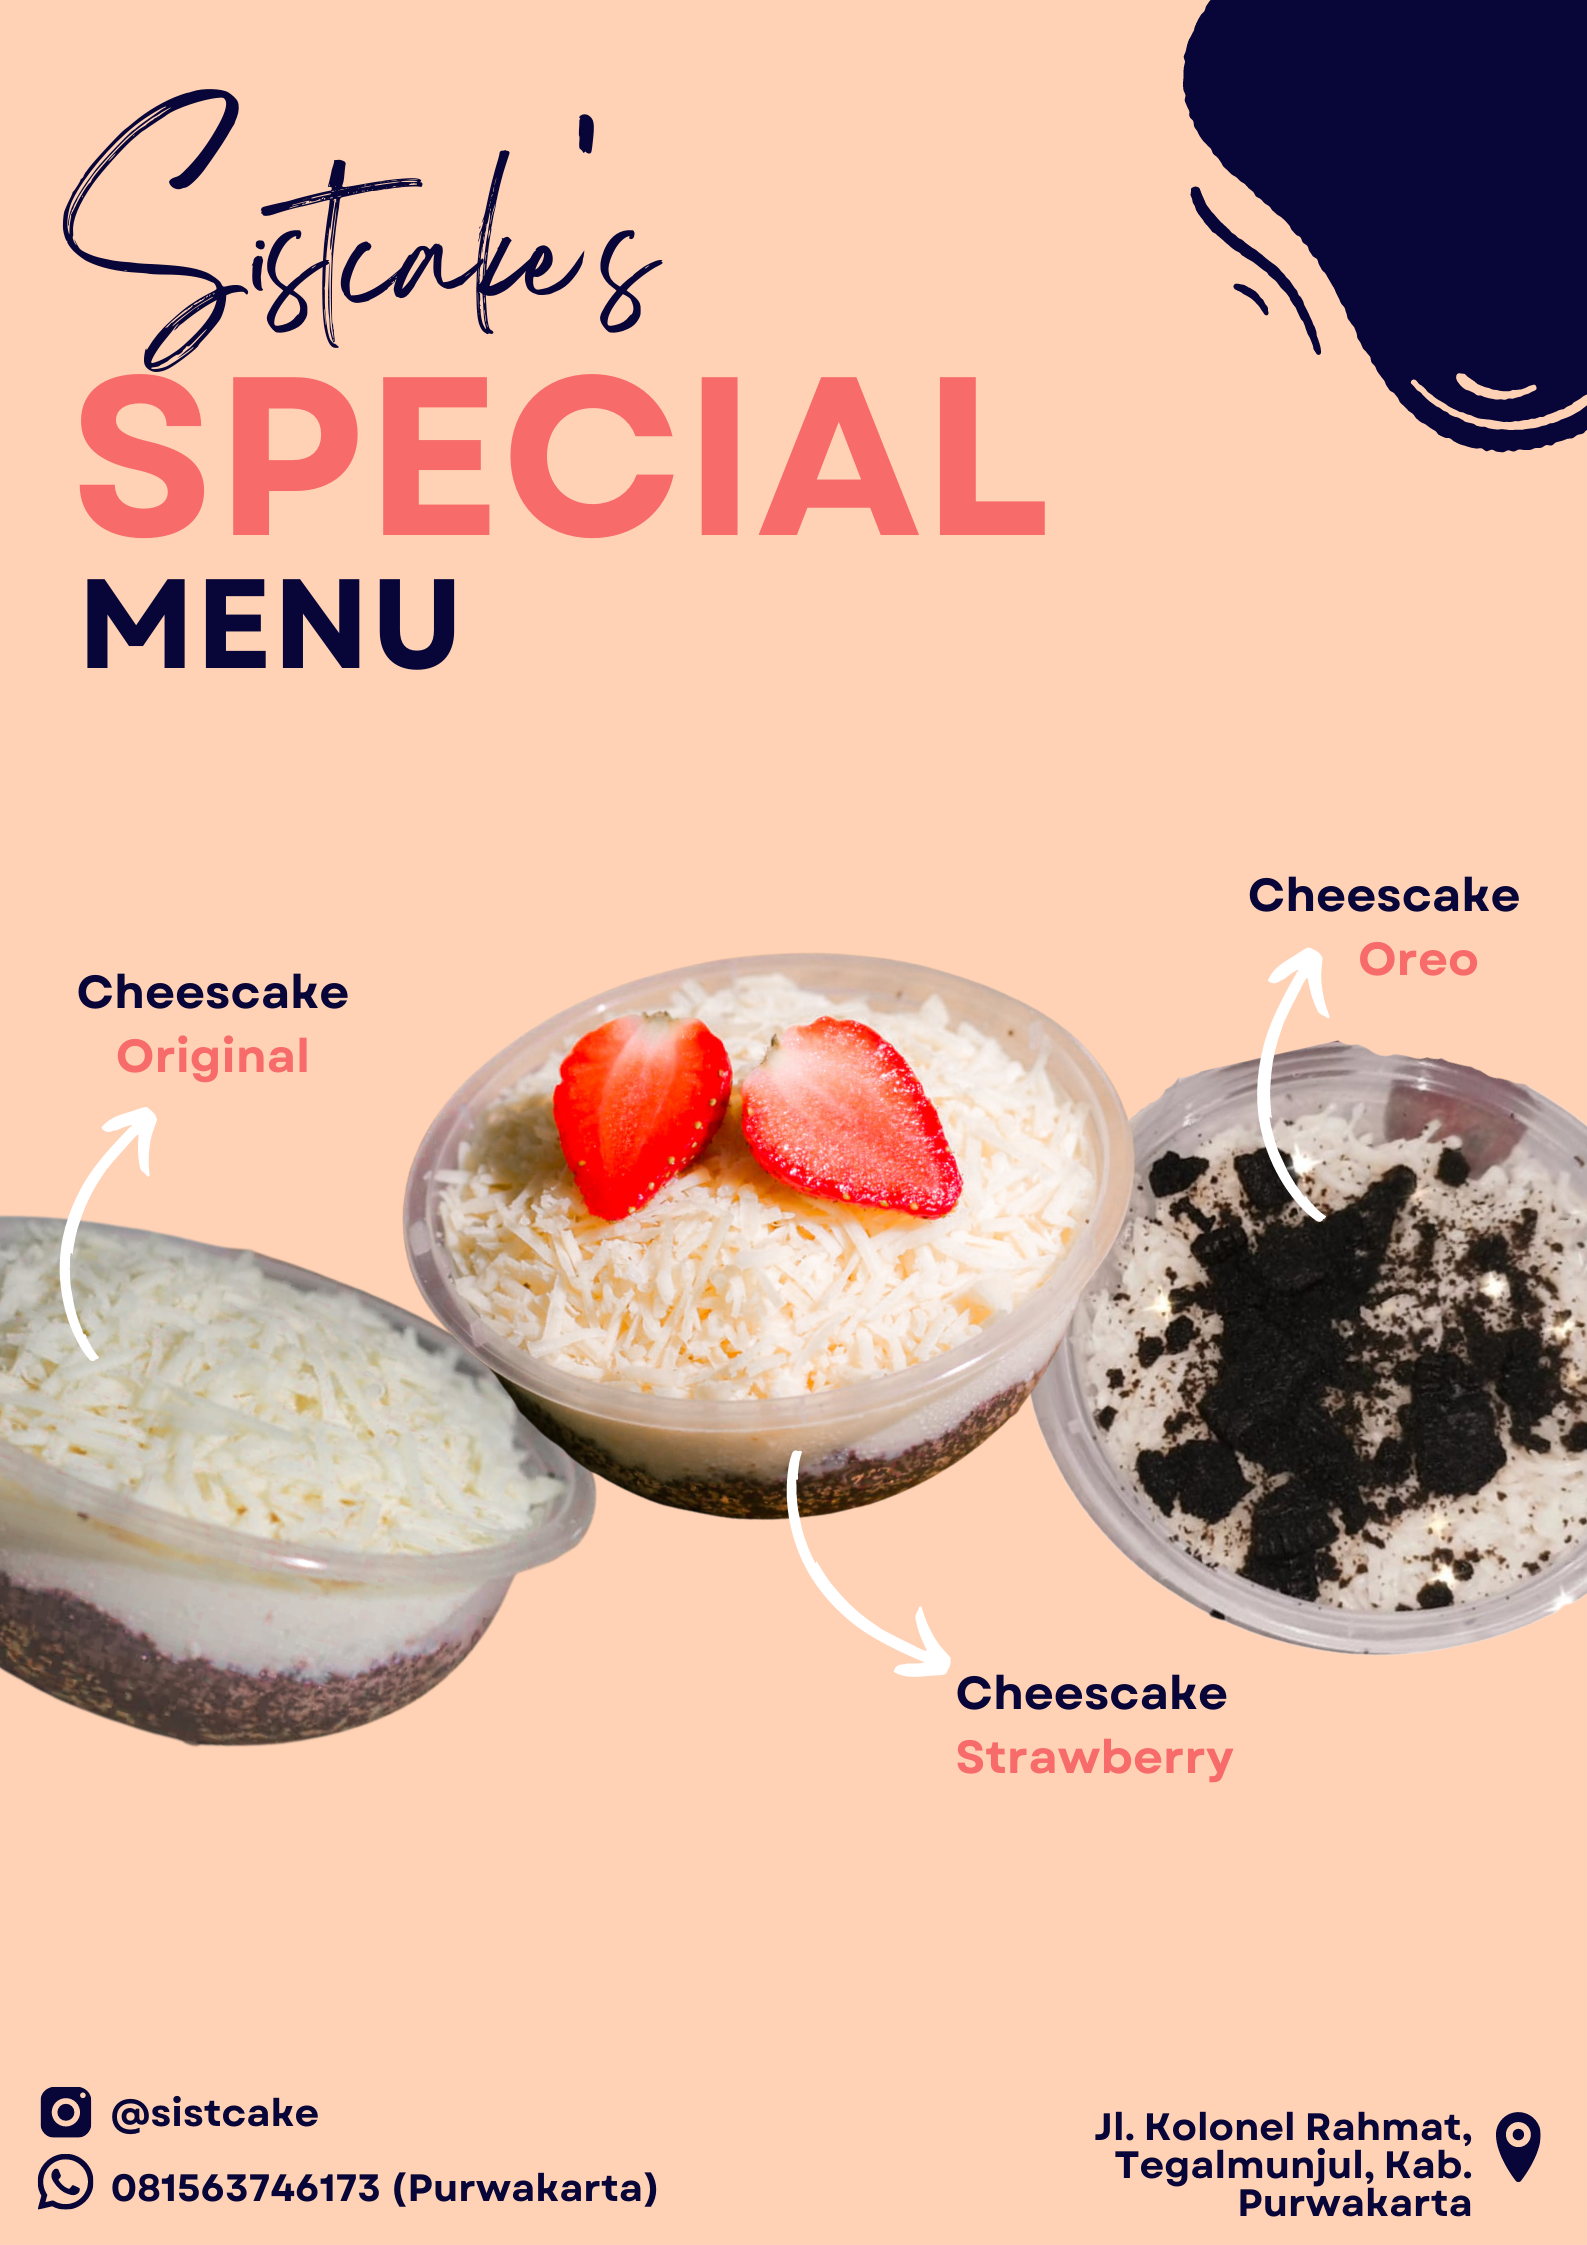 Sistcake's
SPECIAL
MENU
Cheescake
Oreo
Cheescake
Original
Cheescake
Strawberry
@sistcake
081563746173 (Purwakarta)
Jl. Kolonel Rahmat,
Tegalmunjul, Kab.
Purwakarta